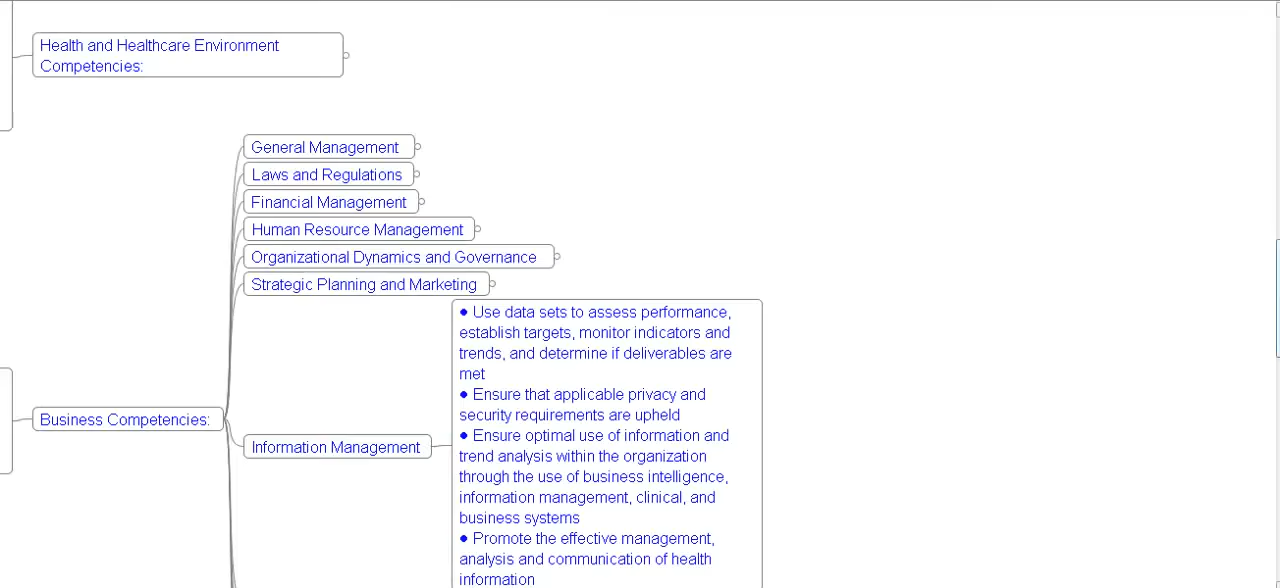 Health and Healthcare Environment
Competencies:
General Management
Laws and Regulations
Financial Management
Human Resource Management
Organizational Dynamics and Governance
Strategic Planning and Marketing
● Use data sets to assess performance,
establish targets, monitor indicators and
trends, and determine if deliverables are
met
● Ensure that applicable privacy and
security requirements are upheld
● Ensure optimal use of information and
trend analysis within the organization
through the use of business intelligence,
information management, clinical, and
business systems
● Promote the effective management,
analysis and communication of health
information
Business Competencies:
Information Management